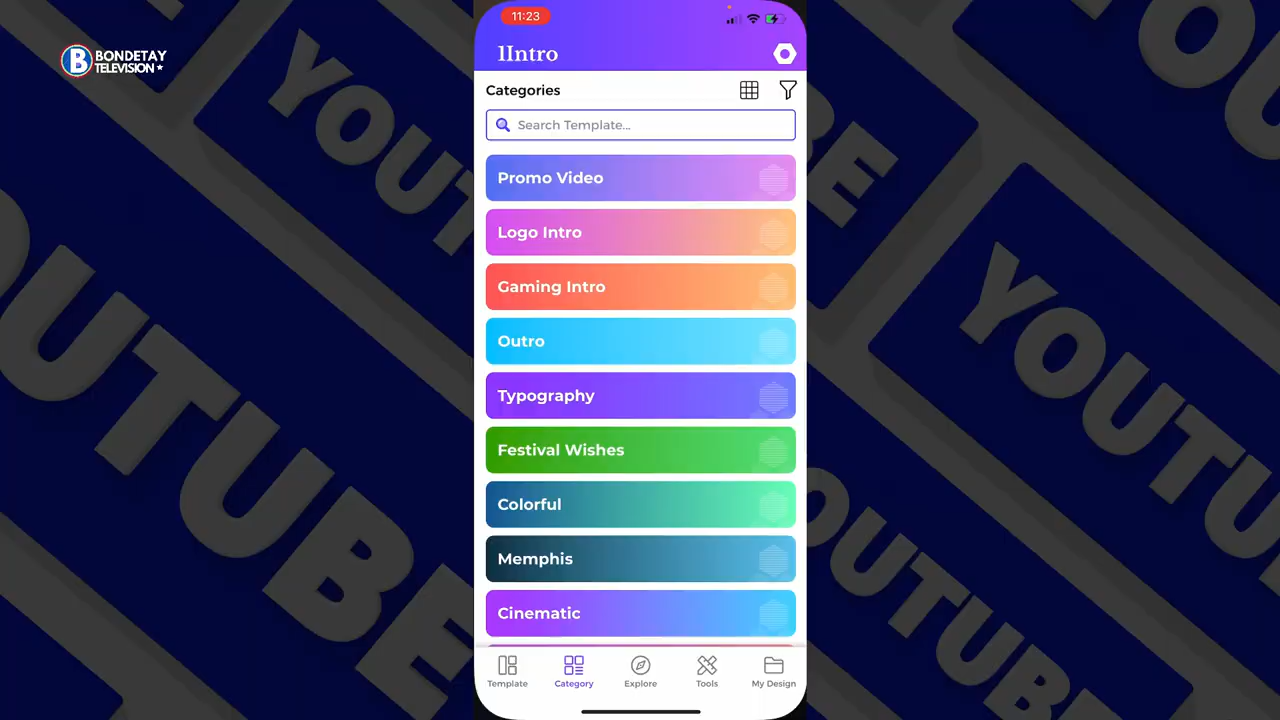 BONDETAY
TELEVISION
11:23
1Intro
Categories
Search Template...
Promo Video
Logo Intro
Gaming Intro
Outro
Typography
Festival Wishes
Colorful
Memphis
Cinematic
Template
Category
Explore
Tools
My Design
YOUTUBE
YOUTUBE
YOUTUBE
YOUTUBE